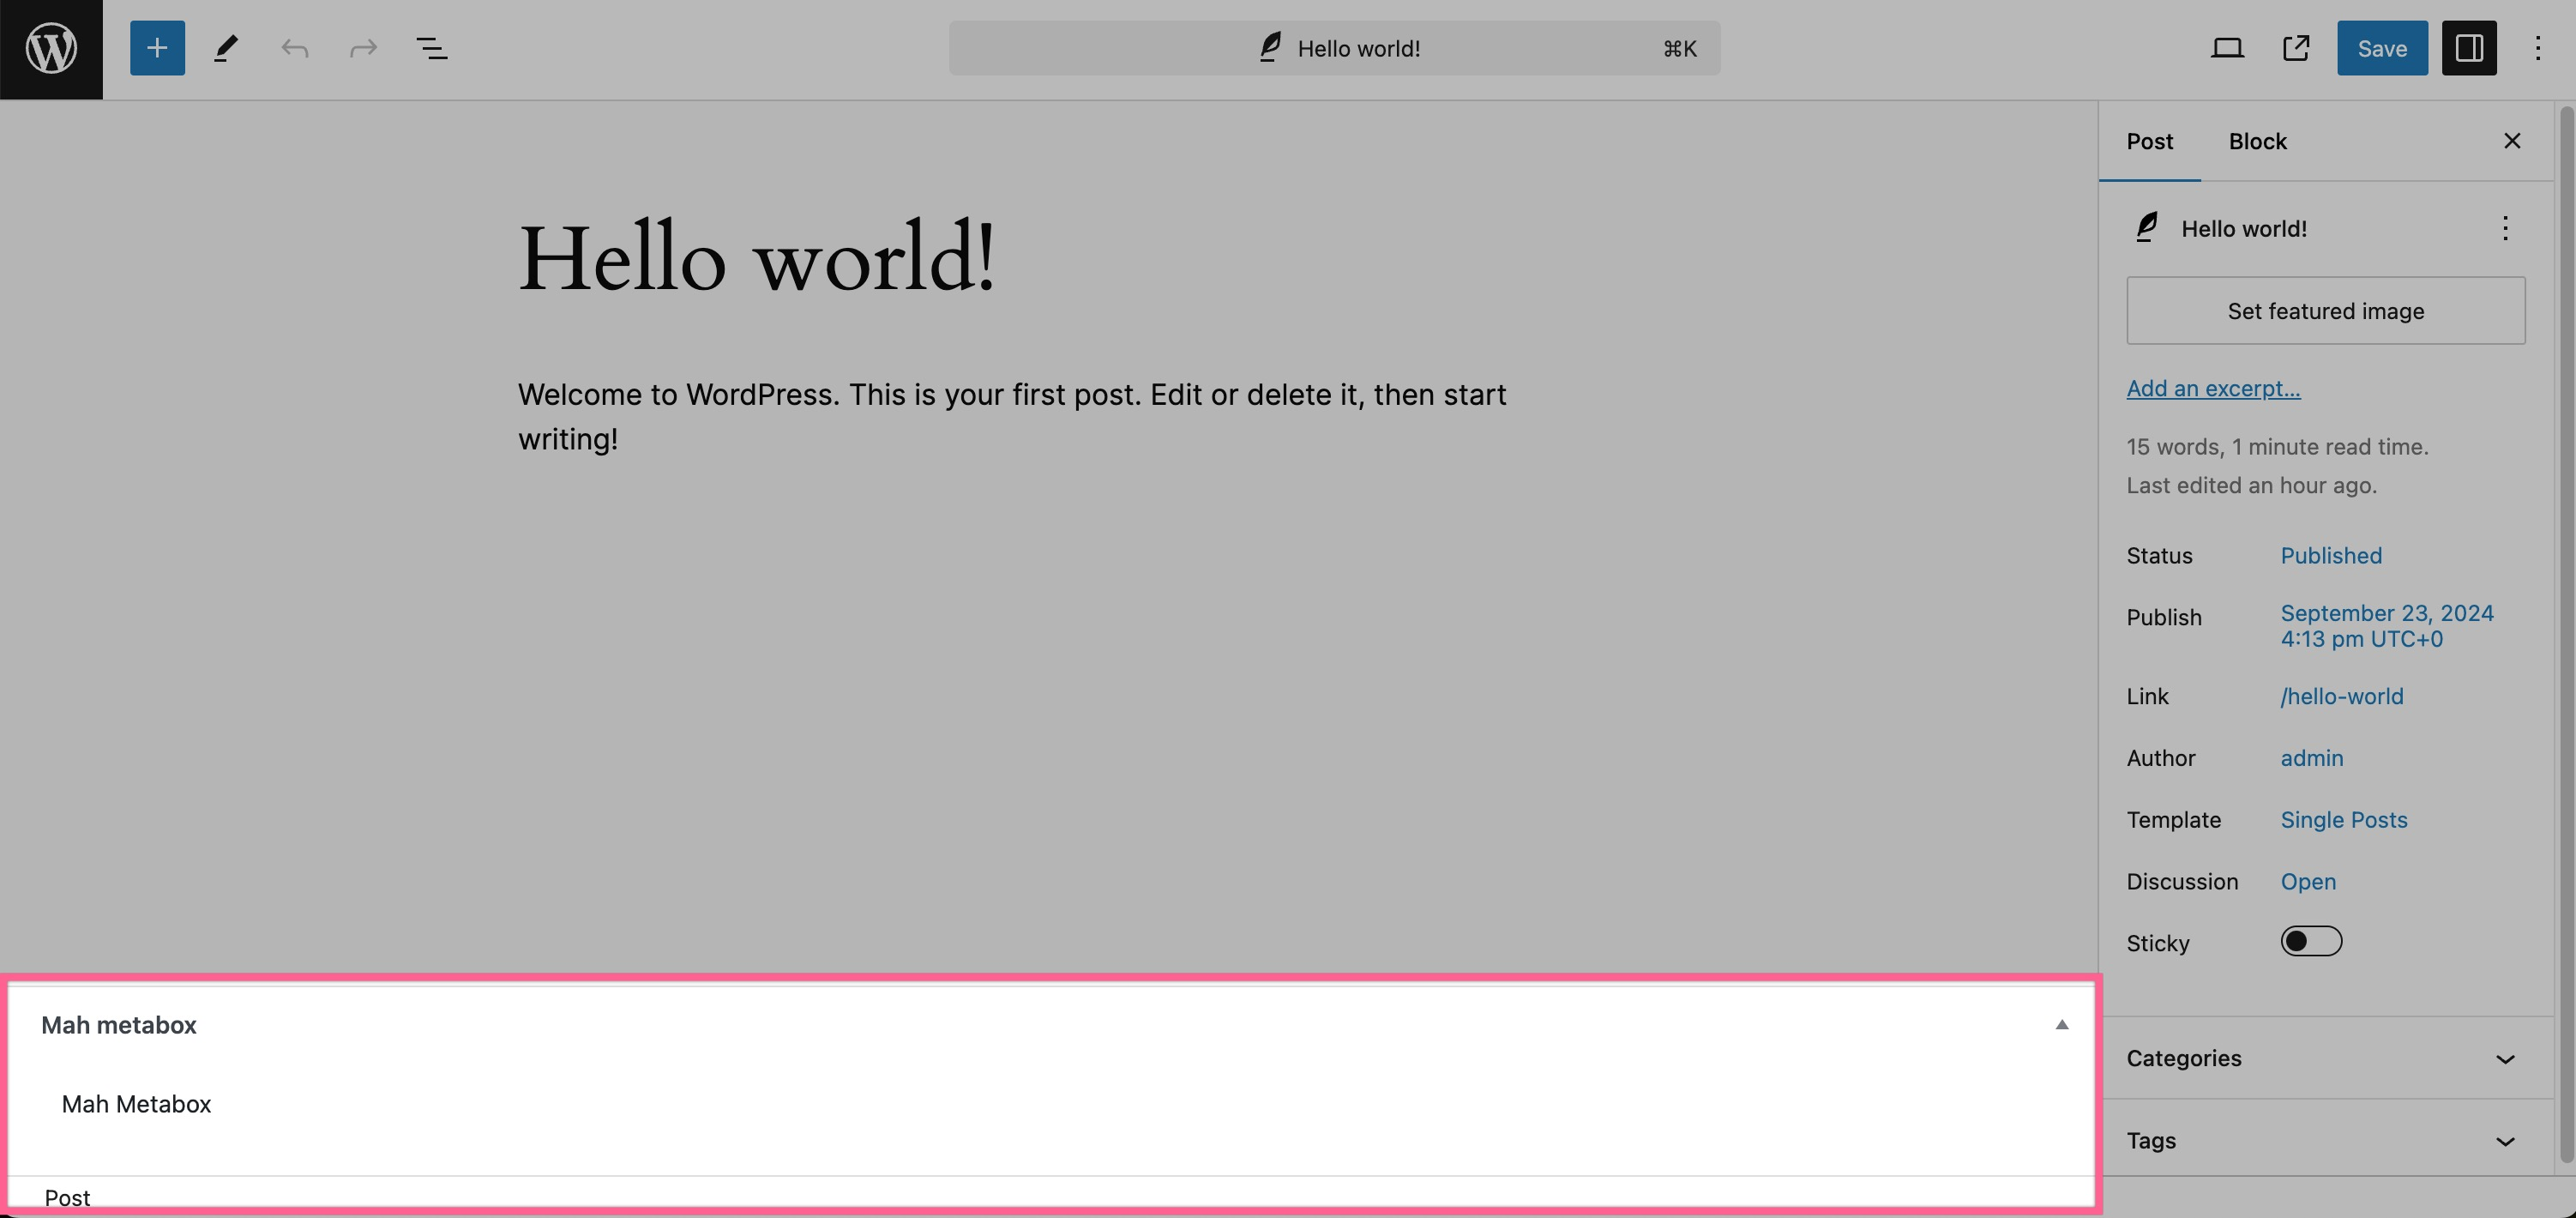 Hello world!
⌘K
Save
Hello world!
Welcome to WordPress. This is your first post. Edit or delete it, then start
writing!
Post
Block
Hello world!
Set featured image
Add an excerpt…
15 words, 1 minute read time.
Last edited an hour ago.
Status Published
Publish September 23, 2024
4:13 pm UTC+0
Link /hello-world
Author admin
Template Single Posts
Discussion Open
Sticky
Categories
Tags
Mah metabox
Mah Metabox
Post